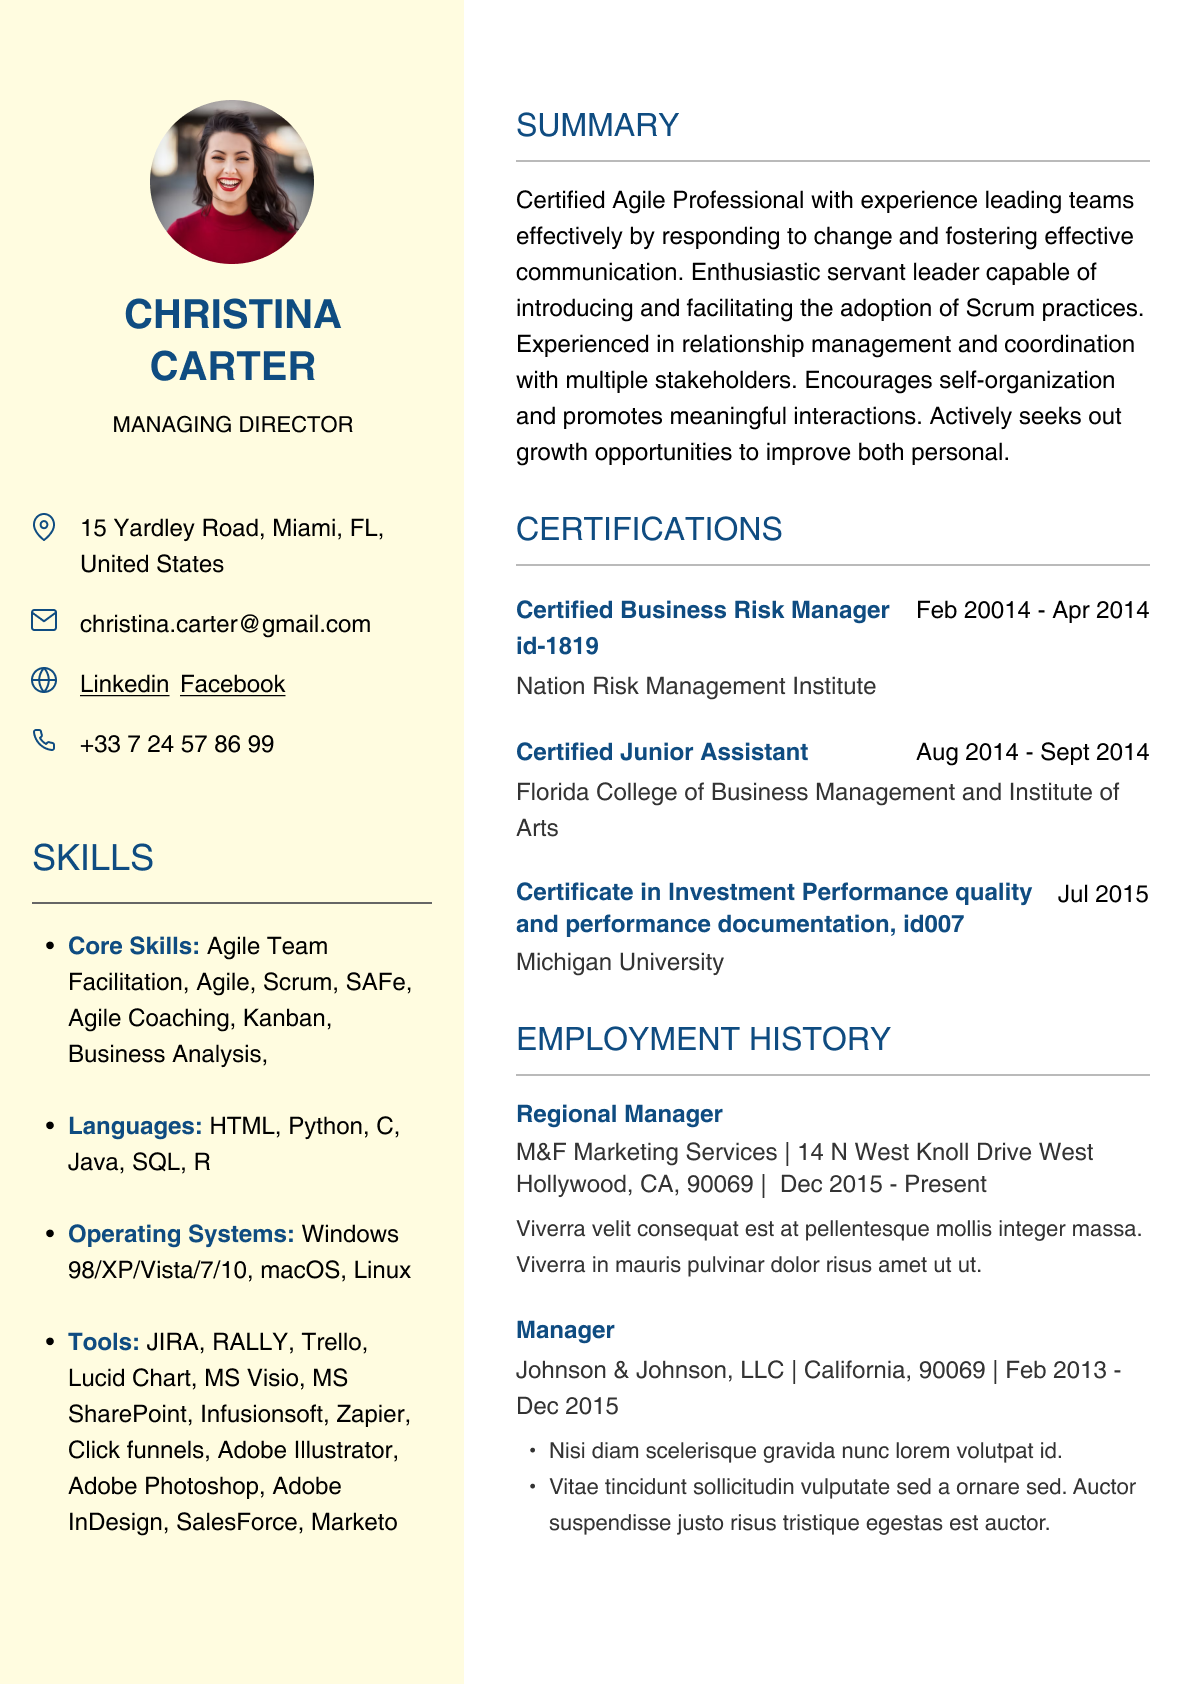 CHRISTINA
CARTER
MANAGING DIRECTOR
15 Yardley Road, Miami, FL,
United States
christina.carter@gmail.com
Linkedin Facebook
+33 7 24 57 86 99
SKILLS
• Core Skills: Agile Team
Facilitation, Agile, Scrum, SAFe,
Agile Coaching, Kanban,
Business Analysis,
• Languages: HTML, Python, C,
Java, SQL, R
• Operating Systems: Windows
98/XP/Vista/7/10, macOS, Linux
• Tools: JIRA, RALLY, Trello,
Lucid Chart, MS Visio, MS
SharePoint, Infusionsoft, Zapier,
Click funnels, Adobe Illustrator,
Adobe Photoshop, Adobe
InDesign, SalesForce, Marketo
SUMMARY
Certified Agile Professional with experience leading teams
effectively by responding to change and fostering effective
communication. Enthusiastic servant leader capable of
introducing and facilitating the adoption of Scrum practices.
Experienced in relationship management and coordination
with multiple stakeholders. Encourages self-organization
and promotes meaningful interactions. Actively seeks out
growth opportunities to improve both personal.
CERTIFICATIONS
Certified Business Risk Manager Feb 20014 - Apr 2014
id-1819
Nation Risk Management Institute
Certified Junior Assistant Aug 2014 - Sept 2014
Florida College of Business Management and Institute of
Arts
Certificate in Investment Performance quality Jul 2015
and performance documentation, id007
Michigan University
EMPLOYMENT HISTORY
Regional Manager
M&F Marketing Services | 14 N West Knoll Drive West
Hollywood, CA, 90069 | Dec 2015 - Present
Viverra velit consequat est at pellentesque mollis integer massa.
Viverra in mauris pulvinar dolor risus amet ut ut.
Manager
Johnson & Johnson, LLC | California, 90069 | Feb 2013 -
Dec 2015
• Nisi diam scelerisque gravida nunc lorem volutpat id.
• Vitae tincidunt sollicitudin vulputate sed a ornare sed. Auctor
suspendisse justo risus tristique egestas est auctor.